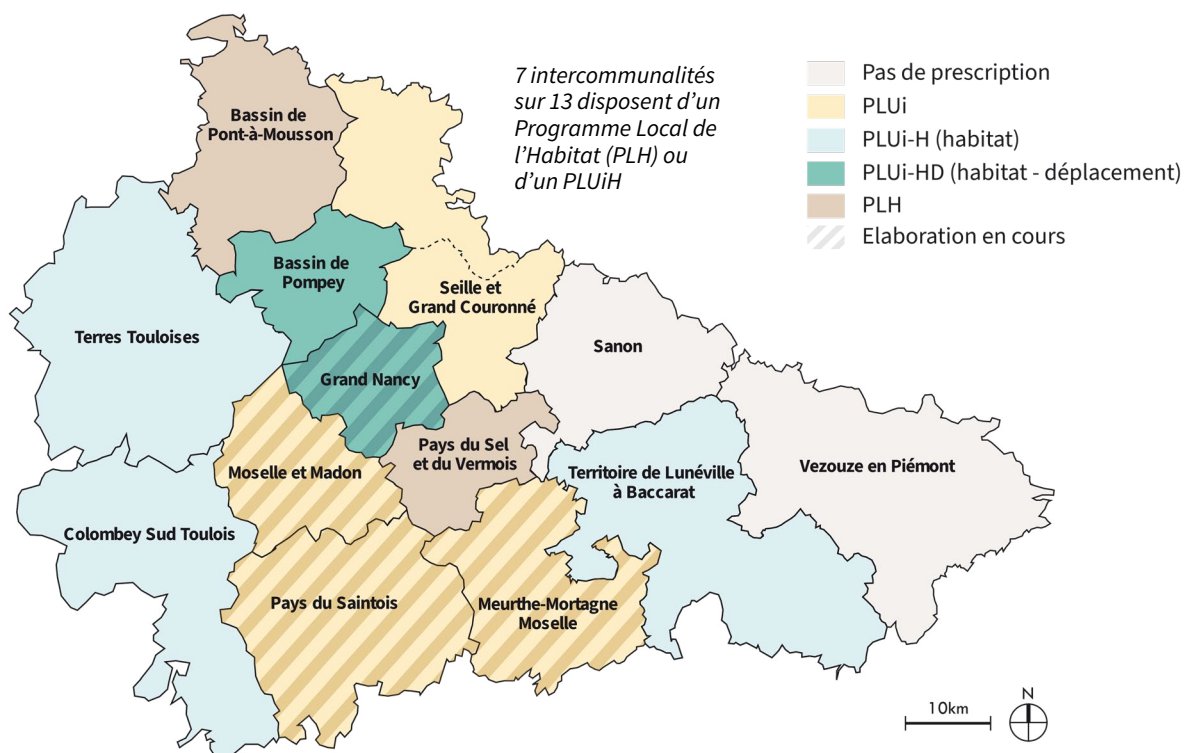 7 intercommunalités
sur 13 disposent d’un
Programme Local de
l’Habitat (PLH) ou
d’un PLUiH
Pas de prescription
PLUi
PLUi-H (habitat)
PLUi-HD (habitat - déplacement)
PLH
Elaboration en cours
Bassin de
Pont-à-Mousson
Bassin de
Pompey
Seille et
Grand Couronné
Terres Touloises
Sanon
Grand Nancy
Pays du Sel
et du Vermois
Moselle et Madon
Territoire de Lunéville
à Baccarat
Vezouze en Piémont
Colombey Sud Toulois
Pays du Saintois
Meurthe-Mortagne
Moselle
10km
N